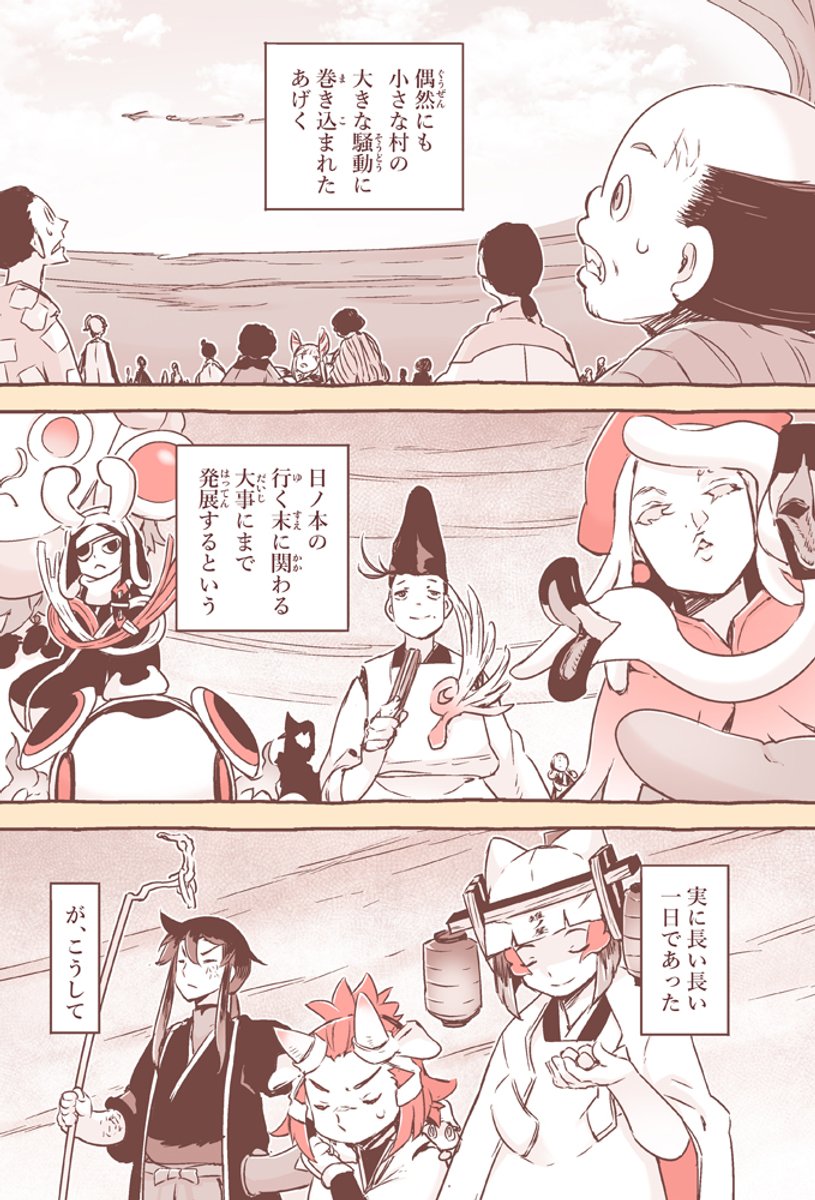 偶然にも
小さな村の
大きな騒動に
巻き込まれた
あげく
日ノ本の
行く末に関わる
大事にまで
発展するという
実に長い長い
一日であった
が、こうして